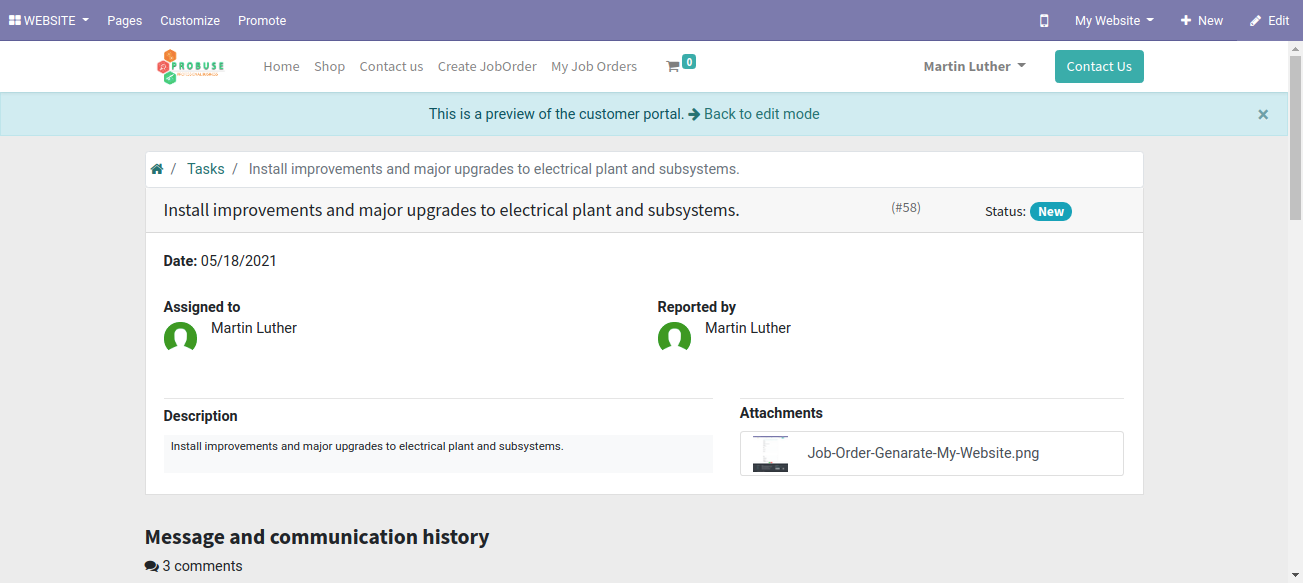 WEBSITE Pages Customize Promote My Website New Edit
PROBUSE Home Shop Contact us Create JobOrder My Job Orders 0 Martin Luther Contact Us
This is a preview of the customer portal. Back to edit mode ×
/ Tasks / Install improvements and major upgrades to electrical plant and subsystems.
Install improvements and major upgrades to electrical plant and subsystems. (#58) Status: New
Date: 05/18/2021
Assigned to Reported by
Martin Luther Martin Luther
Description Attachments
Install improvements and major upgrades to electrical plant and subsystems. Job-Order-Genarate-My-Website.png
Message and communication history
3 comments